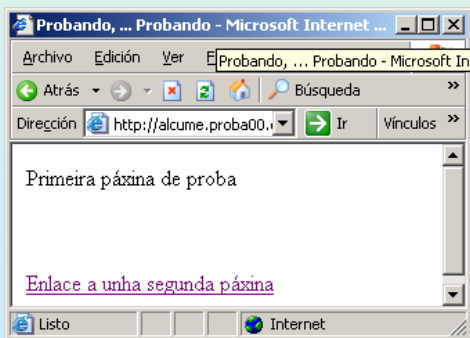 Probando, ... Probando - Microsoft Internet ...
Archivo Edición Ver
Probando, ... Probando - Microsoft In
Atrás Búsqueda »
Dirección http://alcume.proba00. Ir Vínculos »
Primeira páxina de proba
Enlace a unha segunda páxina
Listo Internet